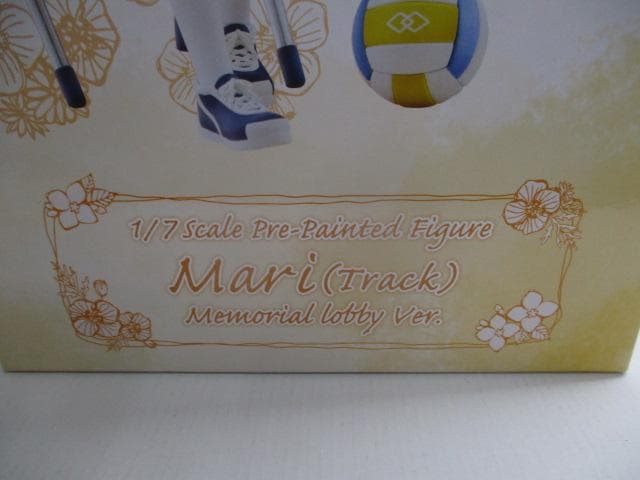 1/7 Scale Pre-Painted Figure
Mari (Track)
Memorial lobby Ver.